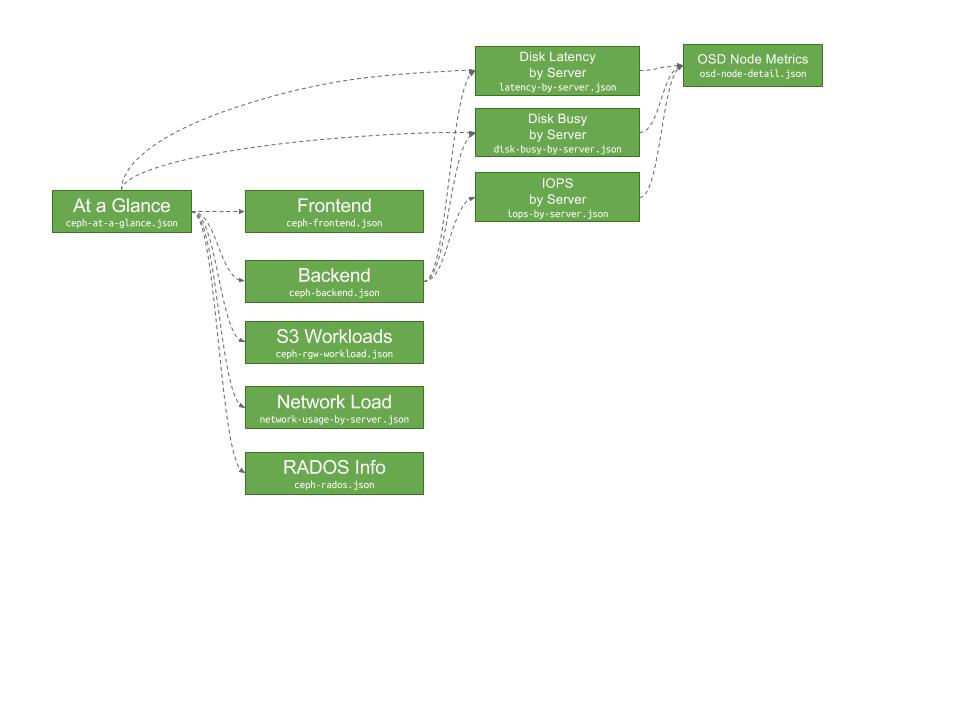 Disk Latency
by Server
latency-by-server.json
OSD Node Metrics
osd-node-detail.json
Disk Busy
by Server
disk-busy-by-server.json
IOPS
by Server
iops-by-server.json
At a Glance
ceph-at-a-glance.json
Frontend
ceph-frontend.json
Backend
ceph-backend.json
S3 Workloads
ceph-rgw-workload.json
Network Load
network-usage-by-server.json
RADOS Info
ceph-rados.json